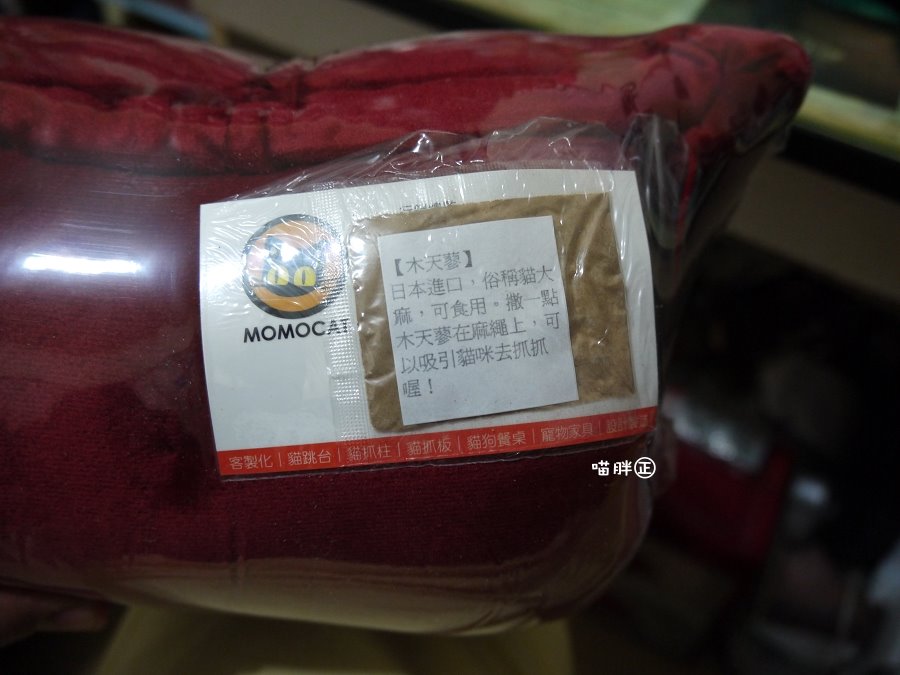 MOMOCAT
【木天蓼】
日本進口，俗稱貓大
麻，可食用。撒一點
木天蓼在麻繩上，可
以吸引貓咪去抓抓
喔！
客製化｜貓跳台｜貓抓柱｜貓抓板｜貓狗餐桌｜寵物家具｜設計製造
喵胖正